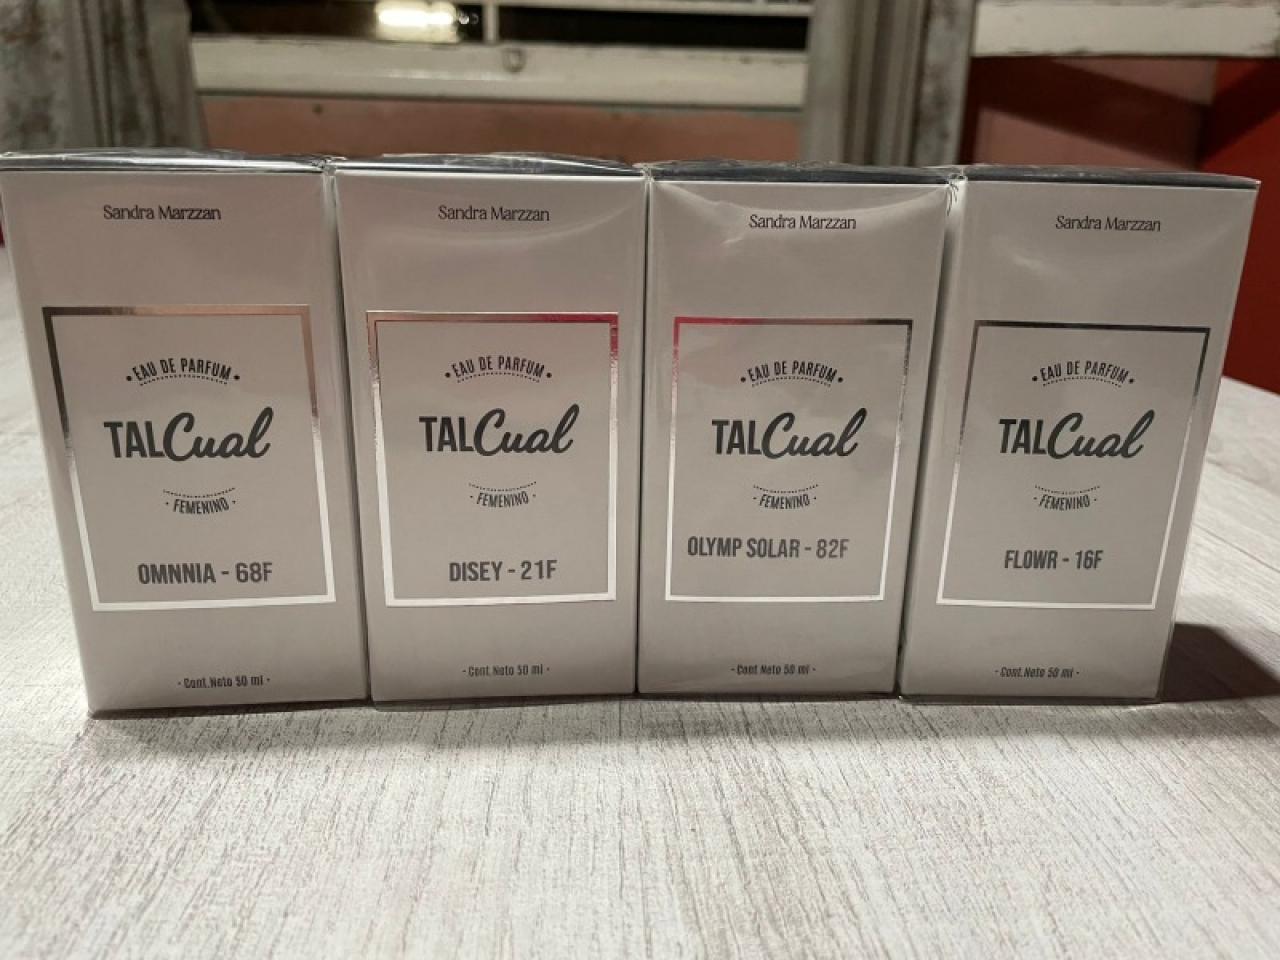 Sandra Marzzan
EAU DE PARFUM
TALCual
FEMENINO
OMNNIA - 68F
- Cont.Neto 50 ml -
Sandra Marzzan
EAU DE PARFUM
TALCual
FEMENINO
DISEY - 21F
- Cont.Neto 50 ml -
Sandra Marzzan
EAU DE PARFUM
TALCual
FEMENINO
OLYMP SOLAR - 82F
- Cont.Neto 50 ml -
Sandra Marzzan
EAU DE PARFUM
TALCual
FEMENINO
FLOWR - 16F
- Cont.Neto 50 ml -